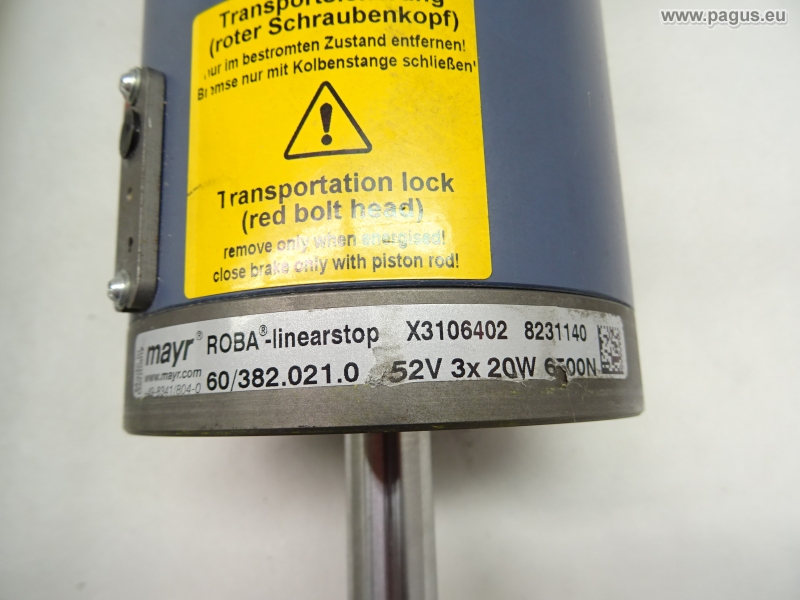 www.pagus.eu
Transportsicherung
(roter Schraubenkopf)
nur im bestromten Zustand entfernen!
Bremse nur mit Kolbenstange schließen!
Transportation lock
(red bolt head)
remove only when energised!
close brake only with piston rod!
mayr® ROBA®-linearstop X3106402 8231140
www.mayr.com
60/382.021.0 52V 3x 20W N